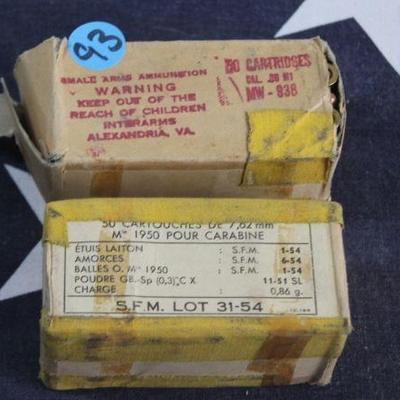 93
SMALL ARMS AMMUNITION
WARNING
KEEP OUT OF THE
REACH OF CHILDREN
INTERARMS
ALEXANDRIA, VA.
50 CARTRIDGES
CAL. .30 M1
MW-938
50 CARTOUCHES DE 7,62 mm
Mle 1950 POUR CARABINE
ÉTUIS LAITON : S.F.M. 1-54
AMORCES : S.F.M. 6-54
BALLES O. Mle 1950 : S.F.M. 1-54
POUDRE GB-Sp (0,3) C X 11-51 SL
CHARGE : 0,86 g.
S.F.M. LOT 31-54